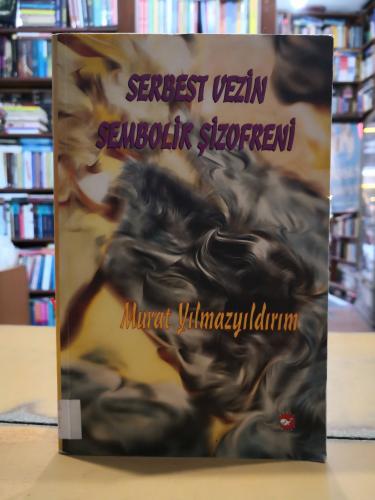 SERBEST VEZİN
SEMBOLİK ŞİZOFRENİ
Murat Yılmazyıldırım